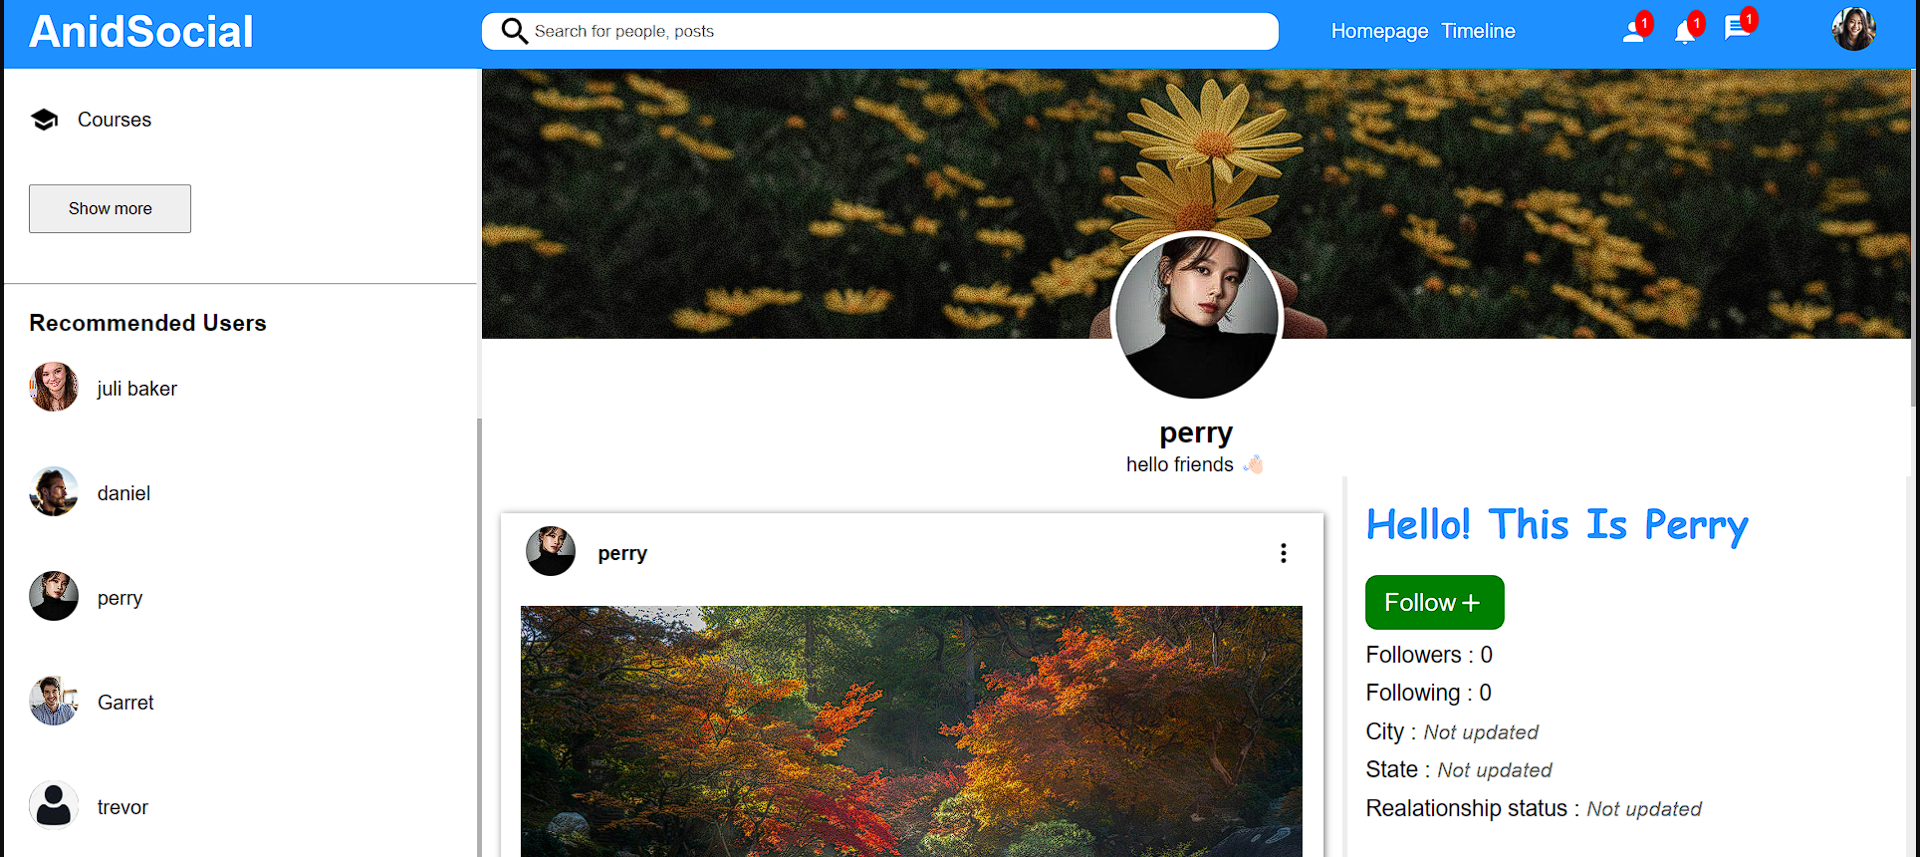 AnidSocial
Search for people, posts
Homepage Timeline
1 1 1
Courses
Show more
Recommended Users
juli baker
daniel
perry
Garret
trevor
perry
hello friends 👋🏻
perry
Hello! This Is Perry
Follow +
Followers : 0
Following : 0
City : Not updated
State : Not updated
Realationship status : Not updated